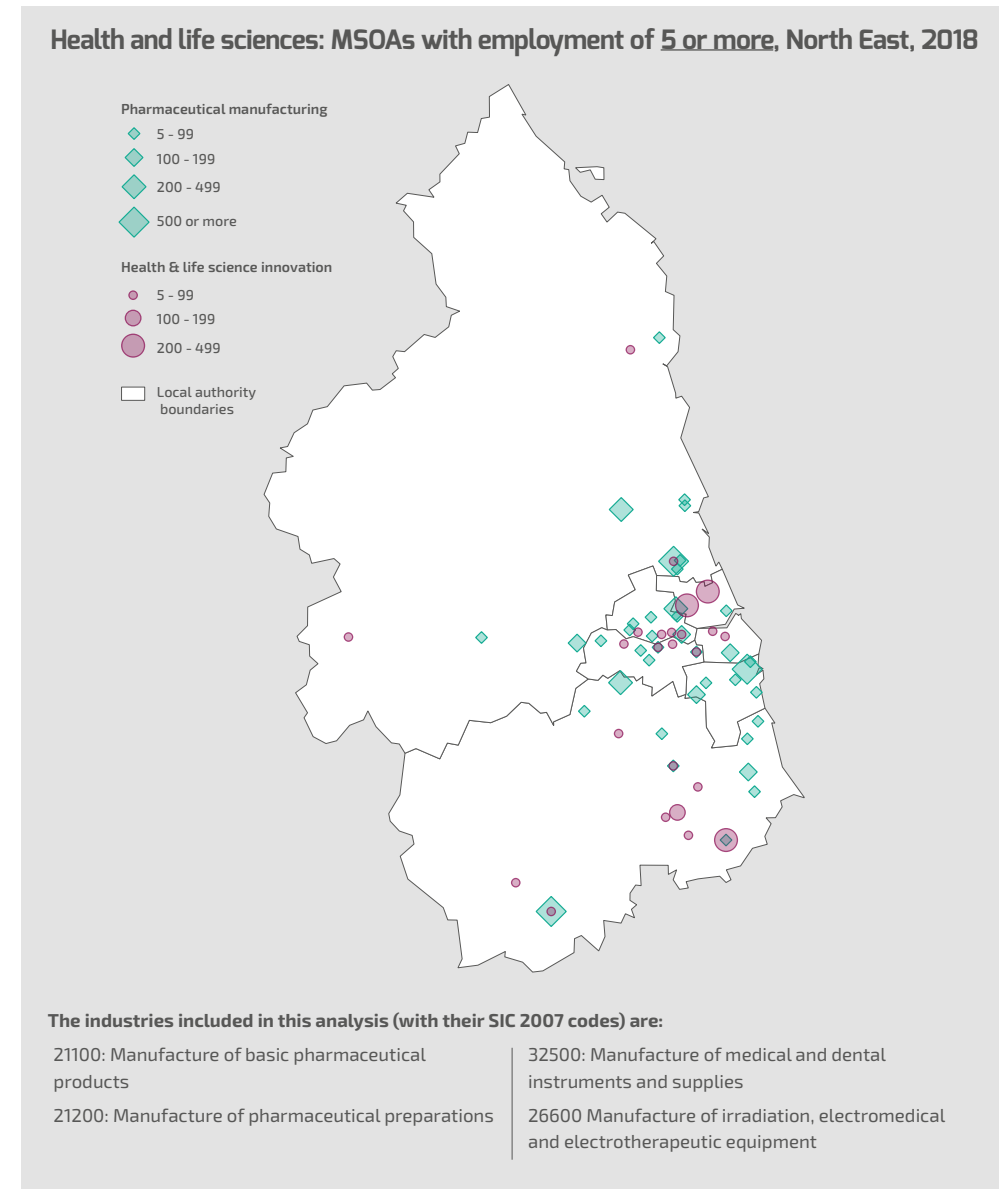 Health and life sciences: MSOAs with employment of 5 or more, North East, 2018
Pharmaceutical manufacturing
5 - 99
100 - 199
200 - 499
500 or more
Health & life science innovation
5 - 99
100 - 199
200 - 499
Local authority
boundaries
The industries included in this analysis (with their SIC 2007 codes) are:
21100: Manufacture of basic pharmaceutical
products
21200: Manufacture of pharmaceutical preparations
32500: Manufacture of medical and dental
instruments and supplies
26600 Manufacture of irradiation, electromedical
and electrotherapeutic equipment